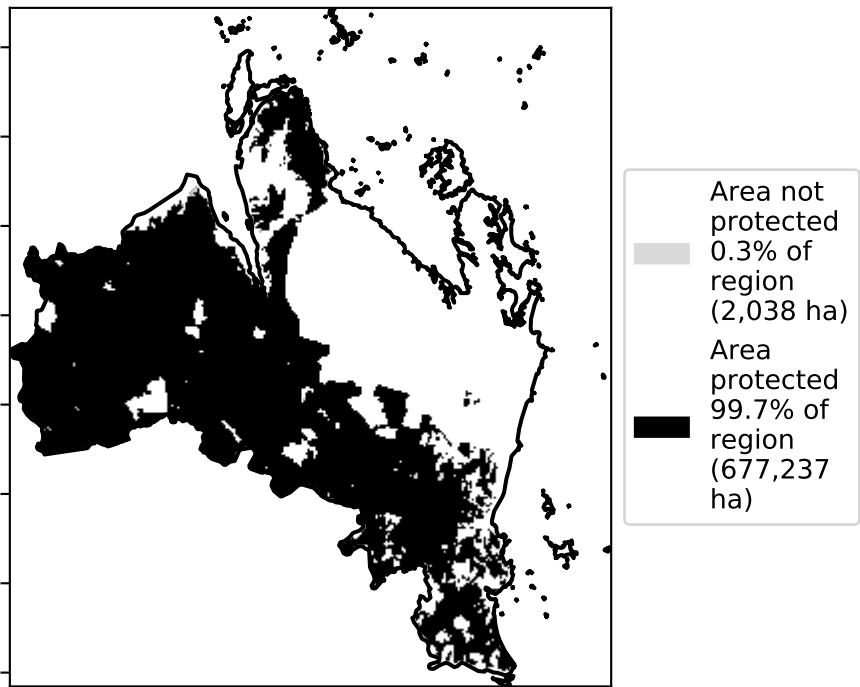 Area not
protected
0.3% of
region
(2,038 ha)
Area
protected
99.7% of
region
(677,237
ha)